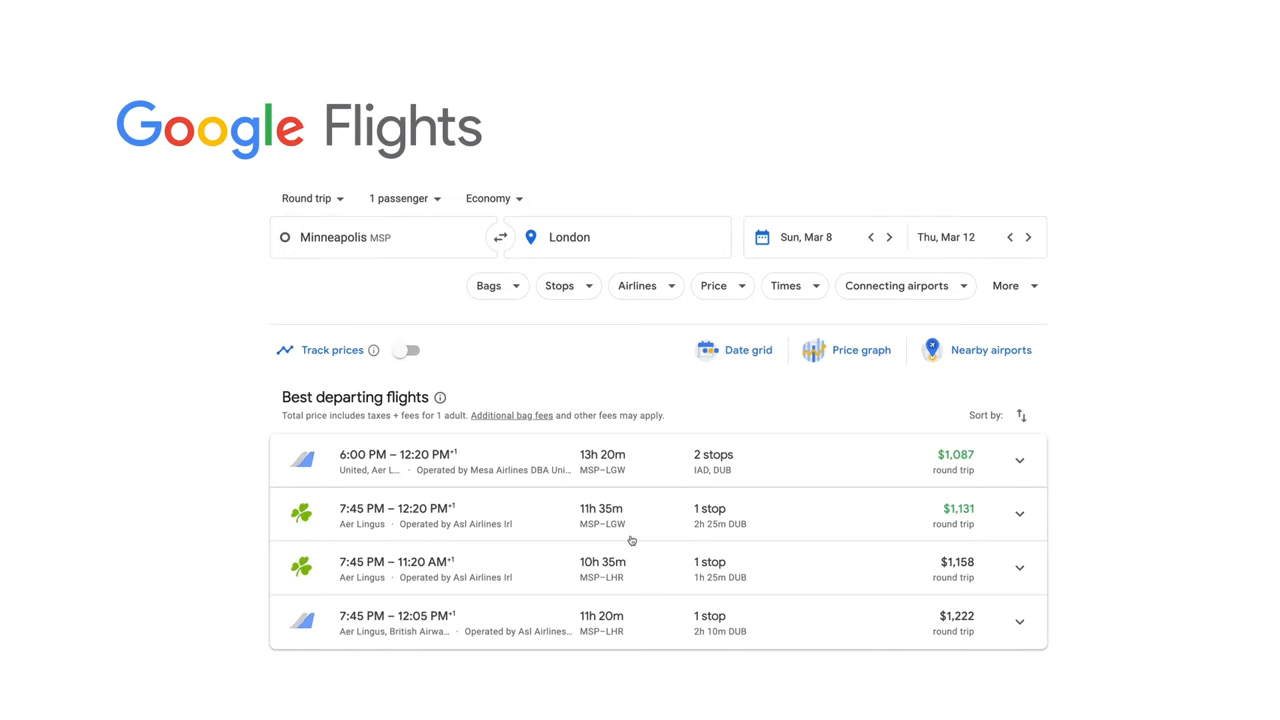 Google Flights
Round trip 1 passenger Economy
Minneapolis MSP London Sun, Mar 8 Thu, Mar 12
Bags Stops Airlines Price Times Connecting airports More
Track prices Date grid Price graph Nearby airports
Best departing flights
Total price includes taxes + fees for 1 adult. Additional bag fees and other fees may apply. Sort by:
6:00 PM – 12:20 PM+1 13h 20m 2 stops $1,087
United, Aer L... · Operated by Mesa Airlines DBA Uni... MSP–LGW IAD, DUB round trip
7:45 PM – 12:20 PM+1 11h 35m 1 stop $1,131
Aer Lingus · Operated by Asl Airlines Irl MSP–LGW 2h 25m DUB round trip
7:45 PM – 11:20 AM+1 10h 35m 1 stop $1,158
Aer Lingus · Operated by Asl Airlines Irl MSP–LHR 1h 25m DUB round trip
7:45 PM – 12:05 PM+1 11h 20m 1 stop $1,222
Aer Lingus, British Airwa... · Operated by Asl Airlines... MSP–LHR 2h 10m DUB round trip